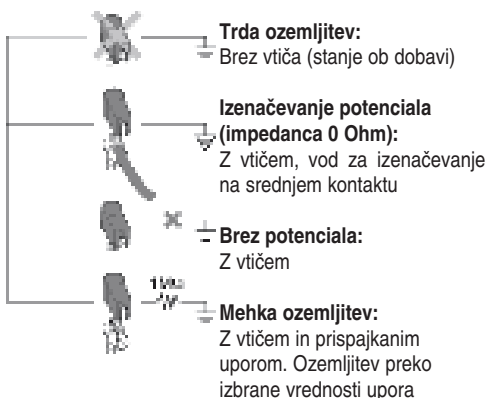 Trda ozemljitev:
Brez vtiča (stanje ob dobavi)
Izenačevanje potenciala
(impedanca 0 Ohm):
Z vtičem, vod za izenačevanje
na srednjem kontaktu
Brez potenciala:
Z vtičem
1MΩ
Mehka ozemljitev:
Z vtičem in prispajkanim
uporom. Ozemljitev preko
izbrane vrednosti upora